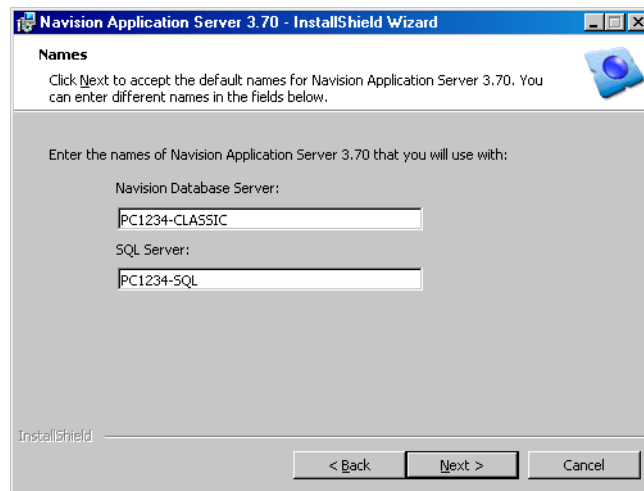 Navision Application Server 3.70 - InstallShield Wizard
Names
Click Next to accept the default names for Navision Application Server 3.70. You
can enter different names in the fields below.
Enter the names of Navision Application Server 3.70 that you will use with:
Navision Database Server:
PC1234-CLASSIC
SQL Server:
PC1234-SQL
InstallShield
< Back Next > Cancel